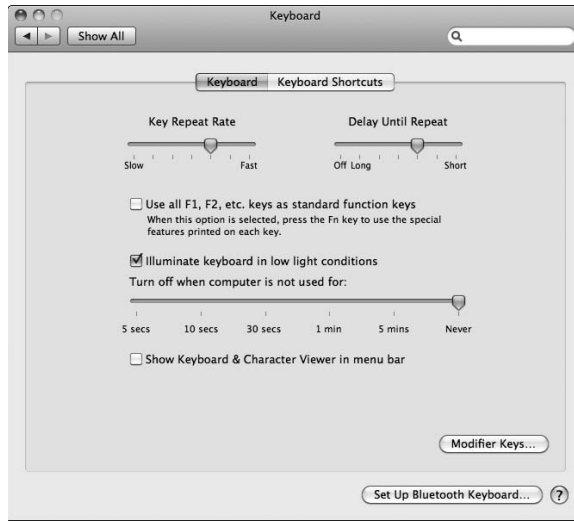 Keyboard
Show All
Keyboard Keyboard Shortcuts
Key Repeat Rate Delay Until Repeat
Slow Fast Off Long Short
Use all F1, F2, etc. keys as standard function keys
When this option is selected, press the Fn key to use the special
features printed on each key.
Illuminate keyboard in low light conditions
Turn off when computer is not used for:
5 secs 10 secs 30 secs 1 min 5 mins Never
Show Keyboard & Character Viewer in menu bar
Modifier Keys...
Set Up Bluetooth Keyboard... ?